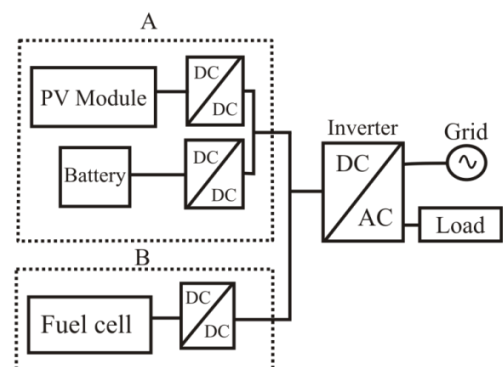 A
PV Module
DC
DC
Battery
DC
DC
Inverter
DC
AC
Grid
Load
B
Fuel cell
DC
DC